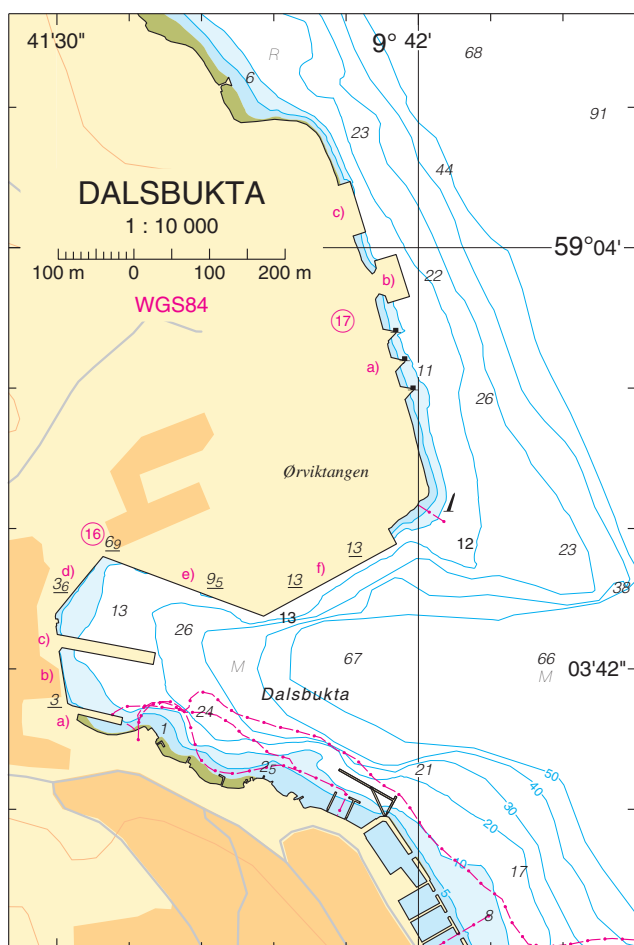 41'30"
9° 42'
R
68
6
91
23
44
DALSBUKTA
1 : 10 000
c)
59° 04'
100 m 0 100 200 m
22
b)
WGS84
17
a)
11
26
Ørviktangen
16
6₉
13
12
23
d)
e)
f)
3₆
9₅
13
38
13
13
26
c)
67
66
M
M
03'42"
b)
Dalsbukta
3
24
a)
1
2₅
21
50
40
30
20
10
17
5
8